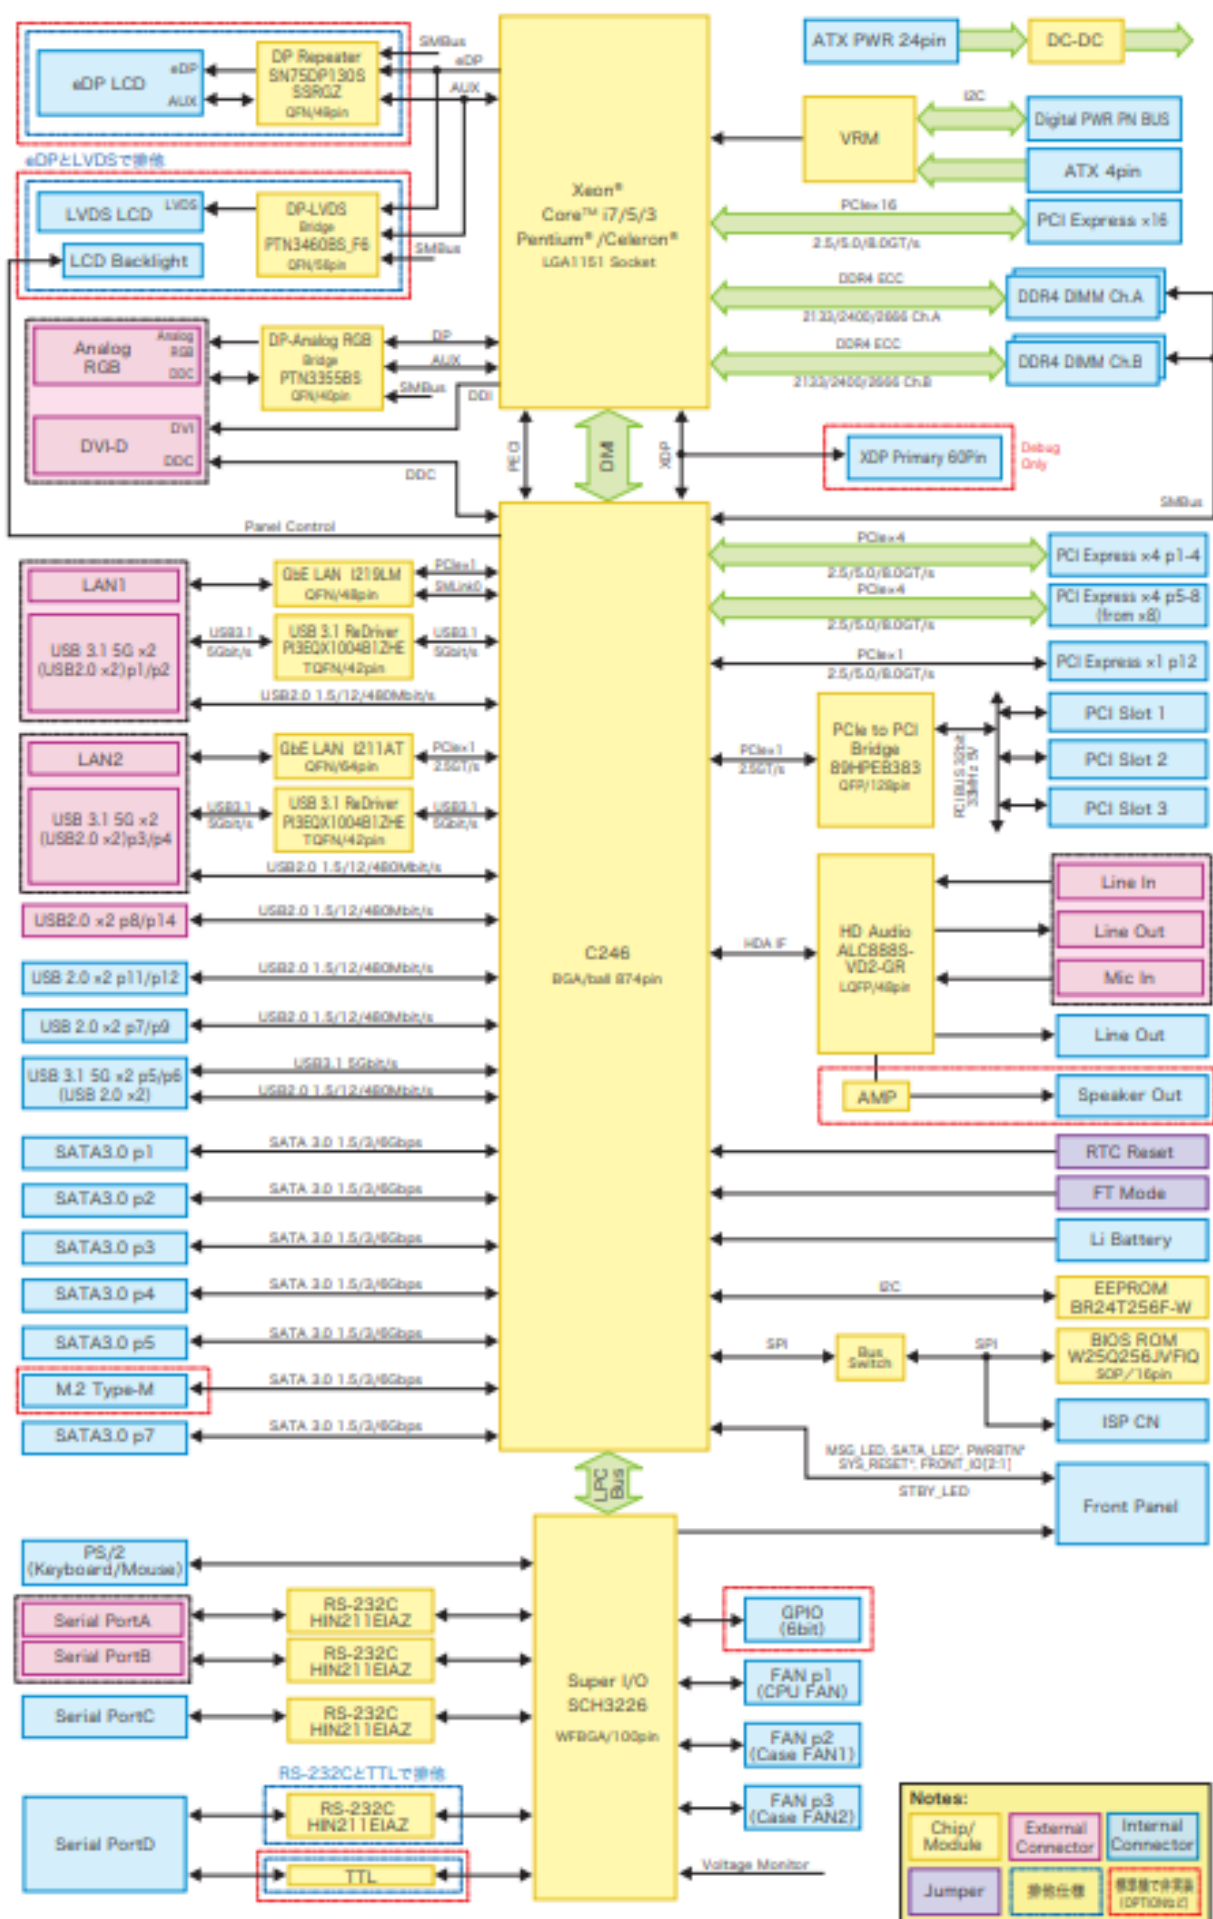 SMBus
eDP LCD
eDP
AUX
DP Repeater
SN75DP130S
SSRGZ
QFN/48pin
eDP
AUX
eDPとLVDSで排他
LVDS LCD
LVDS
LCD Backlight
DP-LVDS
Bridge
PTN3460BS_F6
QFN/56pin
SMBus
Analog
RGB
Analog
RGB
DDC
DP-Analog RGB
Bridge
PTN3355BS
QFN/40pin
DP
AUX
SMBus
DDI
DVI-D
DVI
DDC
DDC
Panel Control
Xeon®
Core™ i7/5/3
Pentium® /Celeron®
LGA1151 Socket
ATX PWR 24pin
DC-DC
VRM
I2C
Digital PWR PN BUS
ATX 4pin
PCIex16
2.5/5.0/8.0GT/s
PCI Express x16
DDR4 ECC
2133/2400/2666 Ch.A
DDR4 DIMM Ch.A
DDR4 ECC
2133/2400/2666 Ch.B
DDR4 DIMM Ch.B
PECI
DMI
XDP
XDP Primary 60Pin
Debug
Only
SMBus
LAN1
GbE LAN I219LM
QFN/48pin
PCIex1
SMLink0
USB 3.1 5G x2
(USB2.0 x2)p1/p2
USB3.1
5Gbit/s
USB 3.1 ReDriver
PI3EQX1004B1ZHE
TQFN/42pin
USB3.1
5Gbit/s
USB2.0 1.5/12/480Mbit/s
LAN2
GbE LAN I211AT
QFN/64pin
PCIex1
2.5GT/s
USB 3.1 5G x2
(USB2.0 x2)p3/p4
USB3.1
5Gbit/s
USB 3.1 ReDriver
PI3EQX1004B1ZHE
TQFN/42pin
USB3.1
5Gbit/s
USB2.0 1.5/12/480Mbit/s
USB2.0 x2 p8/p14
USB2.0 1.5/12/480Mbit/s
USB 2.0 x2 p11/p12
USB2.0 1.5/12/480Mbit/s
USB 2.0 x2 p7/p9
USB2.0 1.5/12/480Mbit/s
USB 3.1 5G x2 p5/p6
(USB 2.0 x2)
USB3.1 5Gbit/s
USB2.0 1.5/12/480Mbit/s
SATA3.0 p1
SATA 3.0 1.5/3/6Gbps
SATA3.0 p2
SATA 3.0 1.5/3/6Gbps
SATA3.0 p3
SATA 3.0 1.5/3/6Gbps
SATA3.0 p4
SATA 3.0 1.5/3/6Gbps
SATA3.0 p5
SATA 3.0 1.5/3/6Gbps
M.2 Type-M
SATA 3.0 1.5/3/6Gbps
SATA3.0 p7
SATA 3.0 1.5/3/6Gbps
C246
BGA/ball 874pin
PCIex4
2.5/5.0/8.0GT/s
PCI Express x4 p1-4
PCIex4
2.5/5.0/8.0GT/s
PCI Express x4 p5-8
(from x8)
PCIex1
2.5/5.0/8.0GT/s
PCI Express x1 p12
PCIex1
2.5GT/s
PCIe to PCI
Bridge
89HPEB383
QFP/128pin
PCI BUS 32bit
33MHz 5V
PCI Slot 1
PCI Slot 2
PCI Slot 3
HDA IF
HD Audio
ALC888S-
VD2-GR
LQFP/48pin
Line In
Line Out
Mic In
Line Out
AMP
Speaker Out
RTC Reset
FT Mode
Li Battery
I2C
EEPROM
BR24T256F-W
SPI
Bus
Switch
SPI
BIOS ROM
W25Q256JVFIQ
SOP/16pin
ISP CN
MSG_LED, SATA_LED*, PWRBTN*
SYS_RESET*, FRONT_IO[2:1]
STBY_LED
Front Panel
LPC
Bus
PS/2
(Keyboard/Mouse)
Serial PortA
RS-232C
HIN211EIAZ
Serial PortB
RS-232C
HIN211EIAZ
Serial PortC
RS-232C
HIN211EIAZ
RS-232CとTTLで排他
Serial PortD
RS-232C
HIN211EIAZ
TTL
Super I/O
SCH3226
WFBGA/100pin
GPIO
(6bit)
FAN p1
(CPU FAN)
FAN p2
(Case FAN1)
FAN p3
(Case FAN2)
Voltage Monitor
Notes:
Chip/
Module
External
Connector
Internal
Connector
Jumper
排他仕様
標準機で非実装
(OPTIONなど)